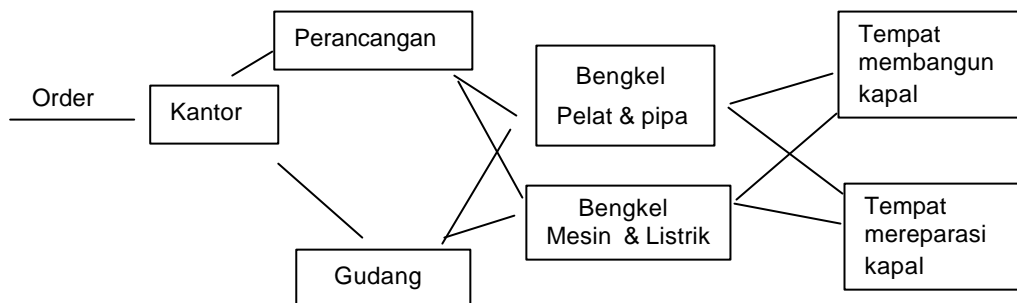 Order
Kantor
Perancangan
Gudang
Bengkel
Pelat & pipa
Bengkel
Mesin & Listrik
Tempat
membangun
kapal
Tempat
mereparasi
kapal